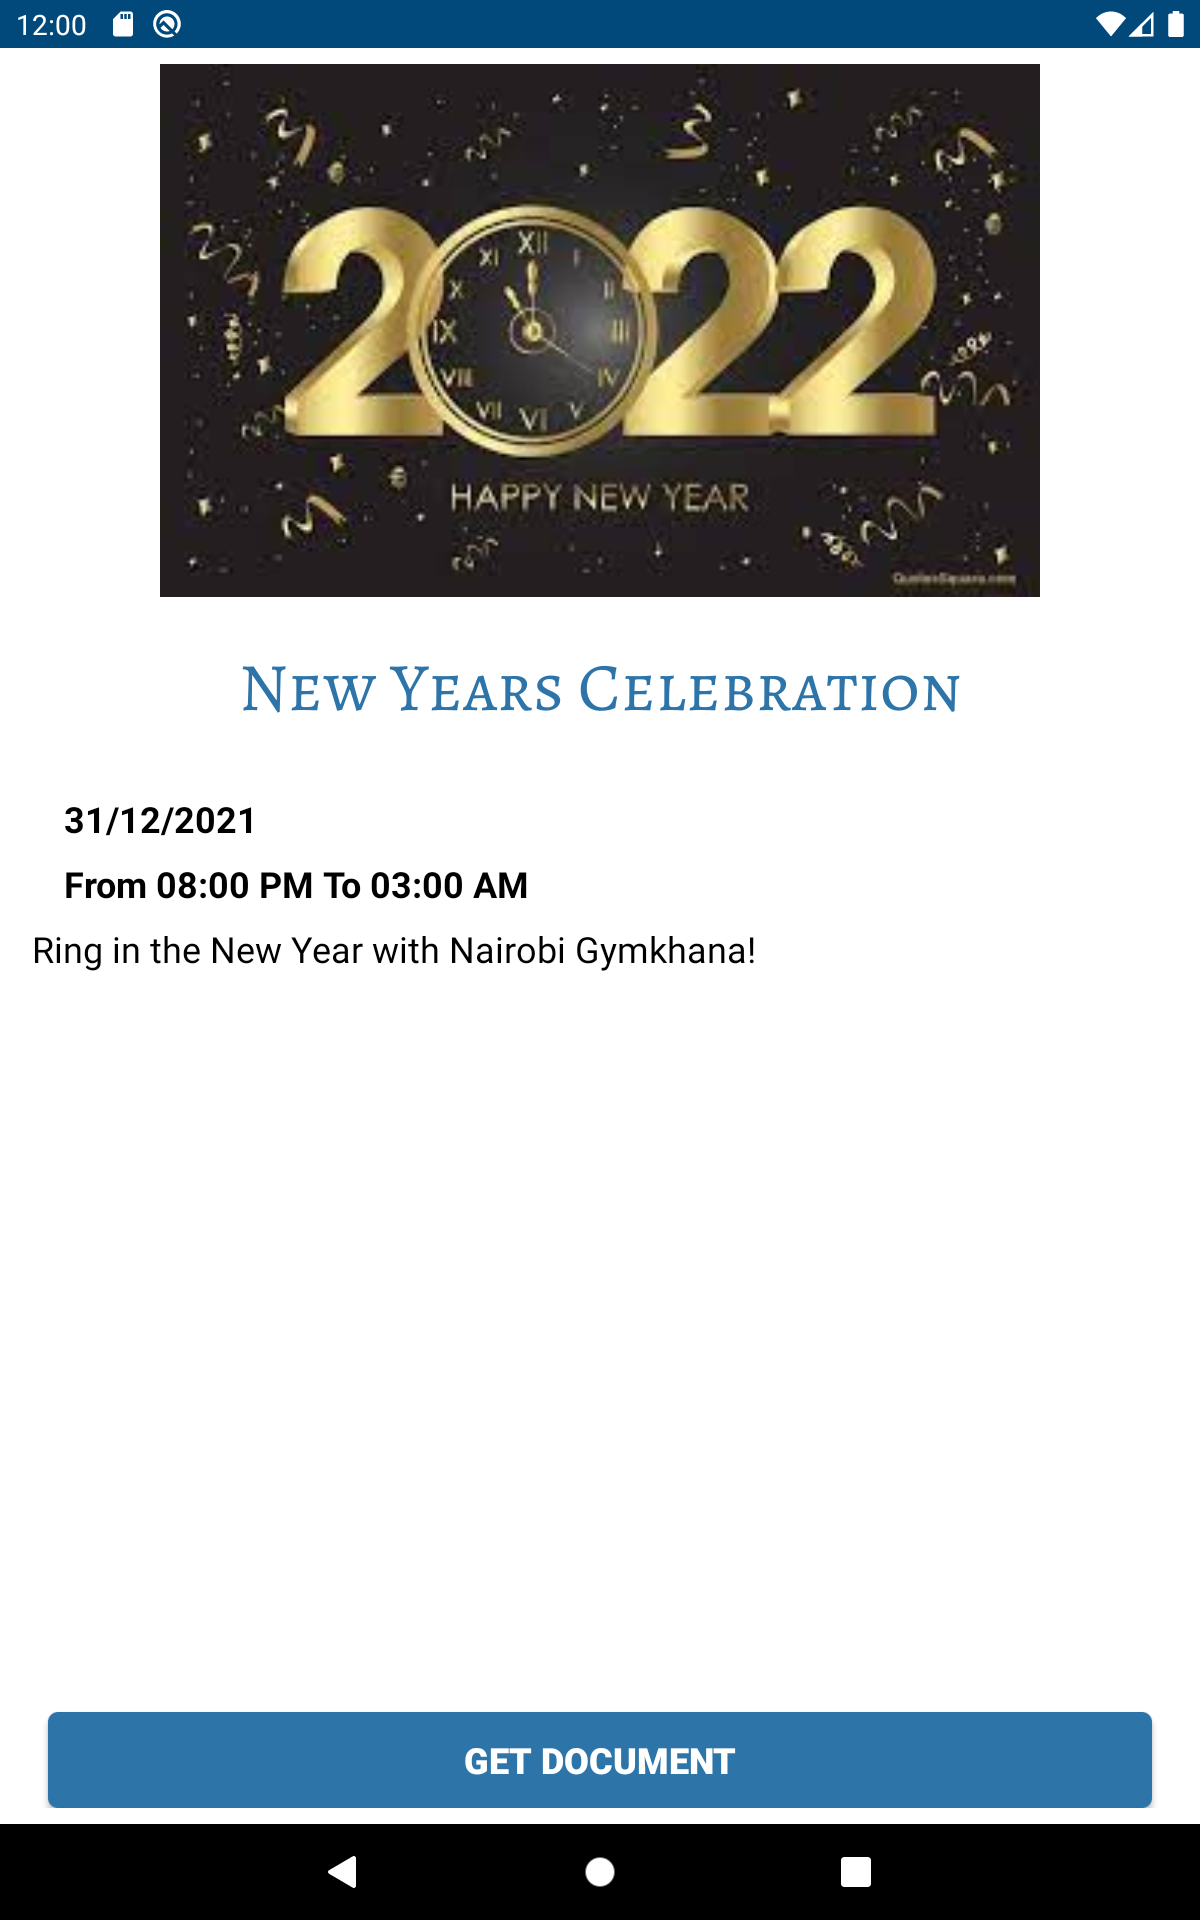 12:00
2022
XII
XI I
X II
IX III
VIII IV
VII V
VI
HAPPY NEW YEAR
QuotesSquare.com
New Years Celebration
31/12/2021
From 08:00 PM To 03:00 AM
Ring in the New Year with Nairobi Gymkhana!
GET DOCUMENT